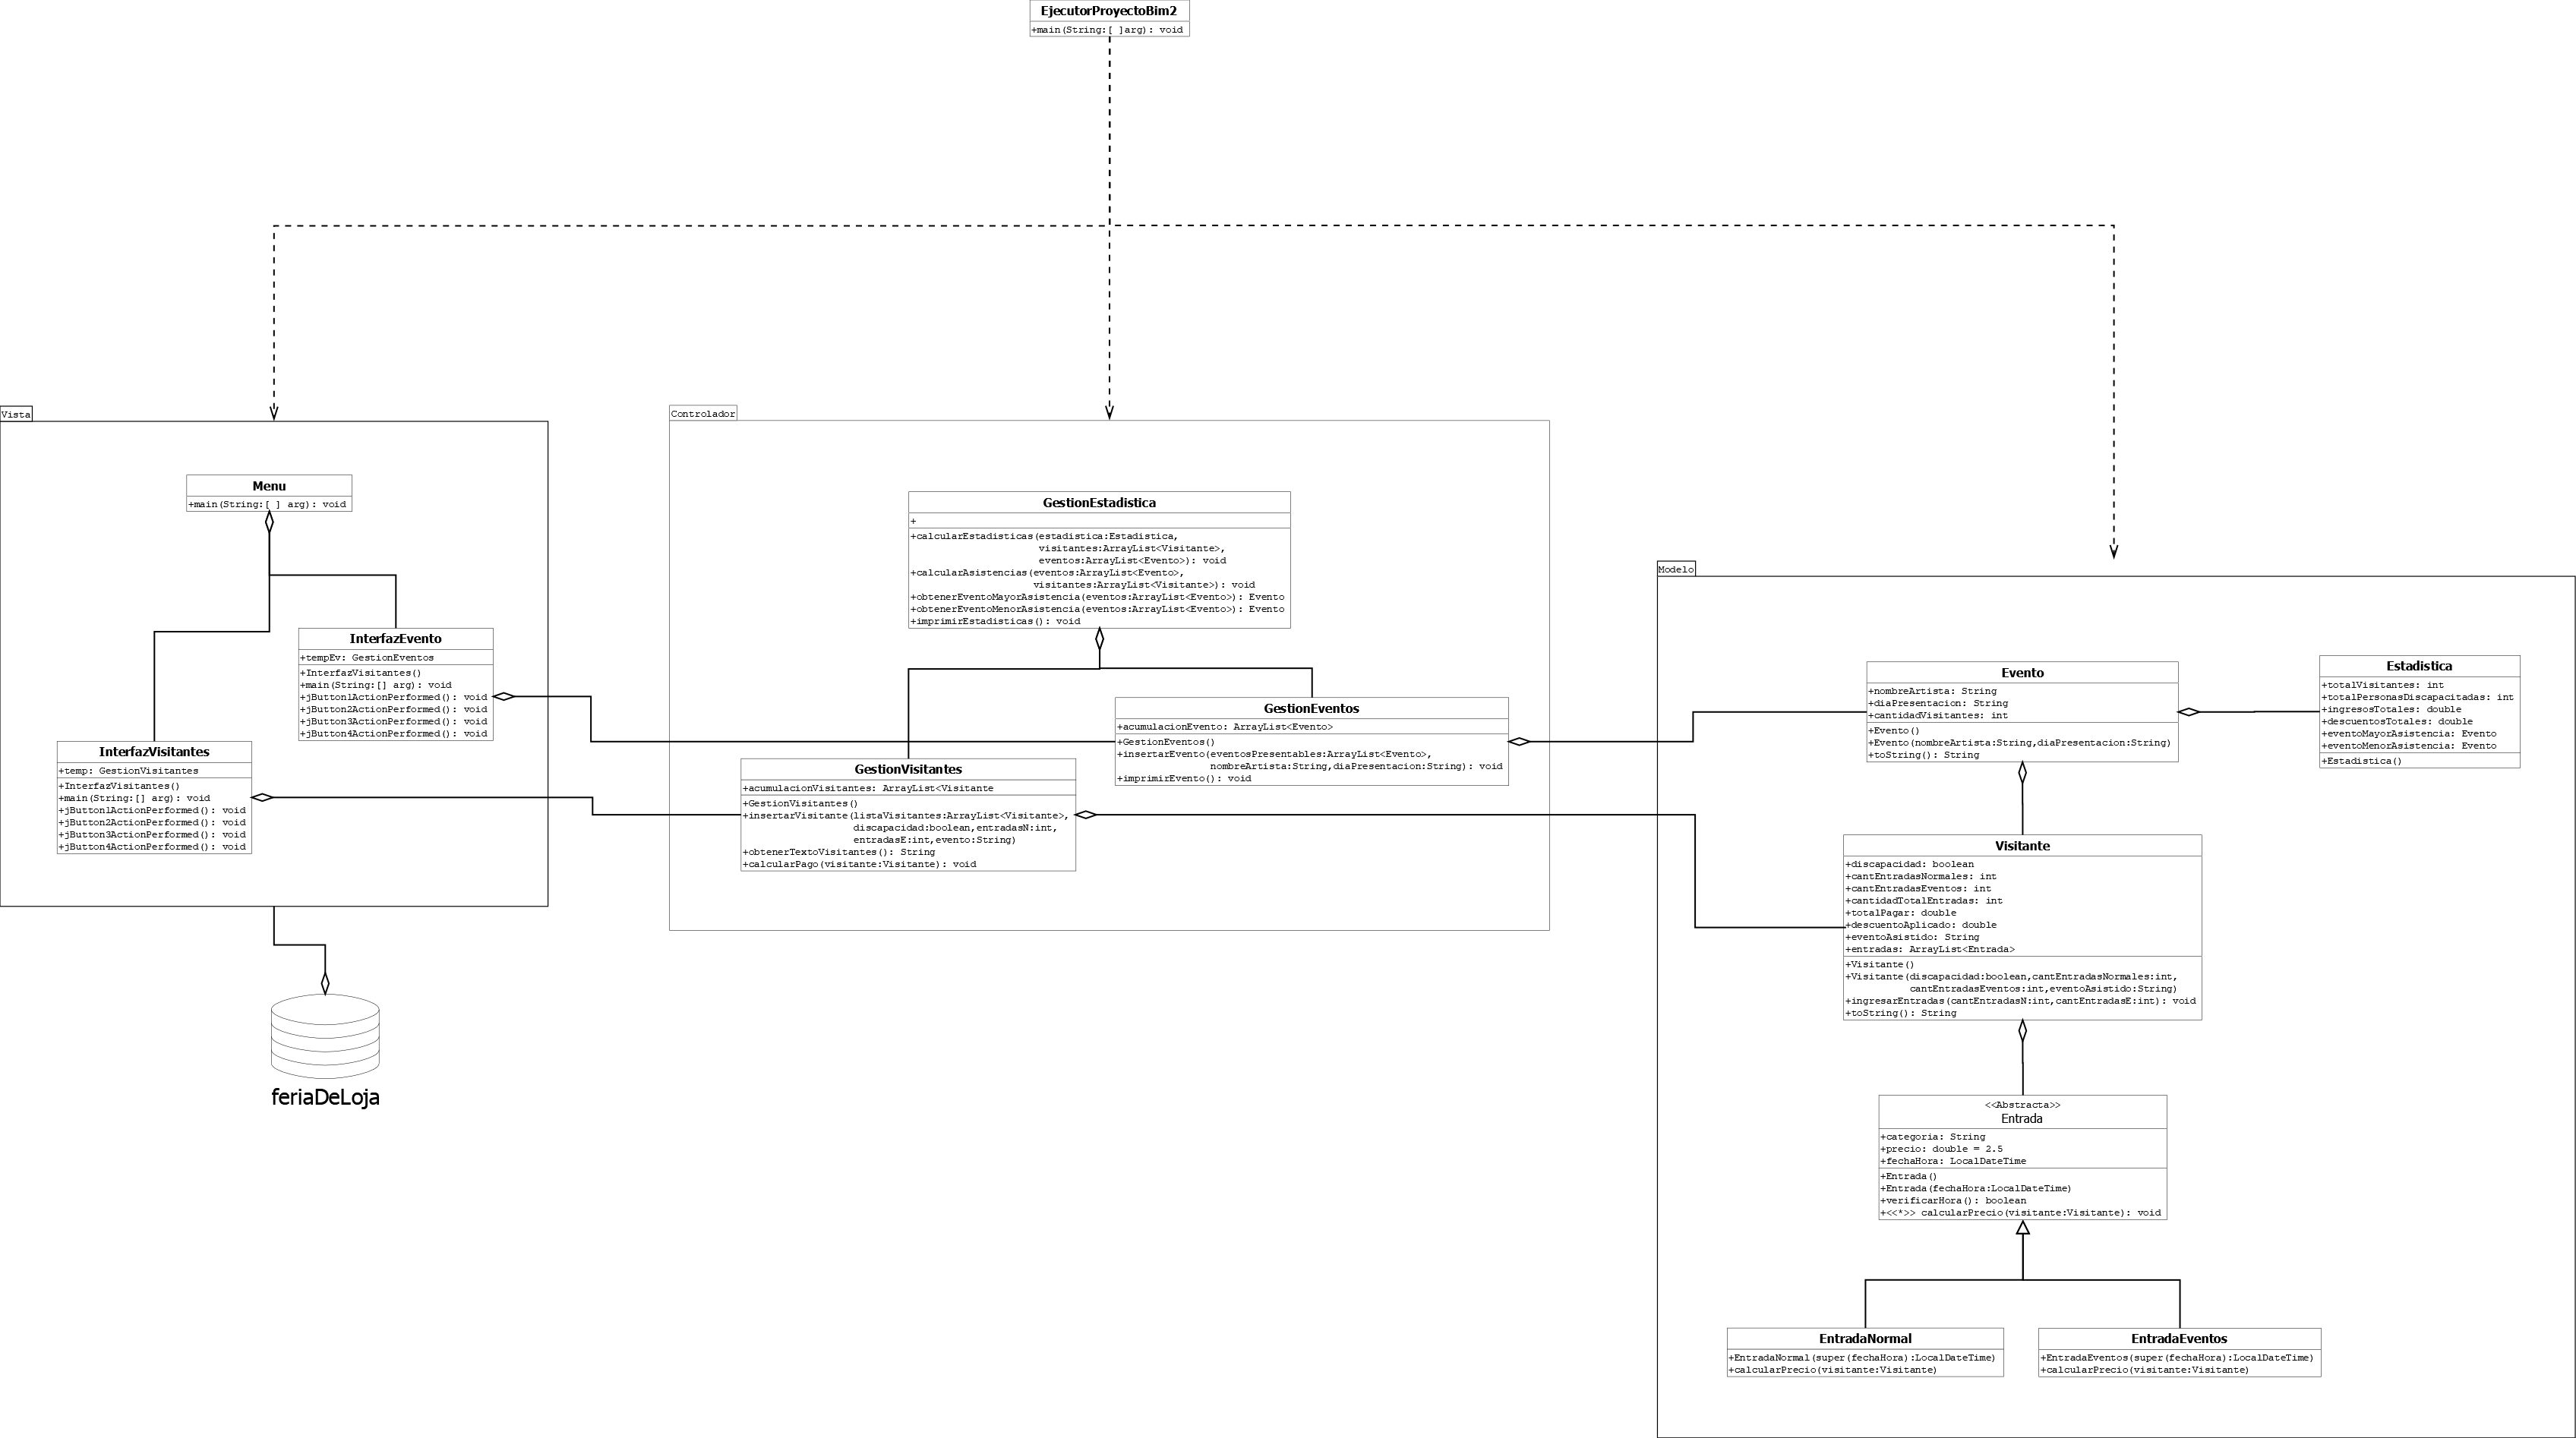 EjecutorProyectoBim2
+main(String:[ ]arg): void
Vista
Menu
+main(String:[ ] arg): void
InterfazEvento
+tempEv: GestionEventos
+InterfazVisitantes()
+main(String:[] arg): void
+jButton1ActionPerformed(): void
+jButton2ActionPerformed(): void
+jButton3ActionPerformed(): void
+jButton4ActionPerformed(): void
InterfazVisitantes
+temp: GestionVisitantes
+InterfazVisitantes()
+main(String:[] arg): void
+jButton1ActionPerformed(): void
+jButton2ActionPerformed(): void
+jButton3ActionPerformed(): void
+jButton4ActionPerformed(): void
feriaDeLoja
Controlador
GestionEstadistica
+
+calcularEstadisticas(estadistica:Estadistica,
visitantes:ArrayList<Visitante>,
eventos:ArrayList<Evento>): void
+calcularAsistencias(eventos:ArrayList<Evento>,
visitantes:ArrayList<Visitante>): void
+obtenerEventoMayorAsistencia(eventos:ArrayList<Evento>): Evento
+obtenerEventoMenorAsistencia(eventos:ArrayList<Evento>): Evento
+imprimirEstadisticas(): void
GestionEventos
+acumulacionEvento: ArrayList<Evento>
+GestionEventos()
+insertarEvento(eventosPresentables:ArrayList<Evento>,
nombreArtista:String,diaPresentacion:String): void
+imprimirEvento(): void
GestionVisitantes
+acumulacionVisitantes: ArrayList<Visitante
+GestionVisitantes()
+insertarVisitante(listaVisitantes:ArrayList<Visitante>,
discapacidad:boolean,entradasN:int,
entradasE:int,evento:String)
+obtenerTextoVisitantes(): String
+calcularPago(visitante:Visitante): void
Modelo
Evento
+nombreArtista: String
+diaPresentacion: String
+cantidadVisitantes: int
+Evento()
+Evento(nombreArtista:String,diaPresentacion:String)
+toString(): String
Estadistica
+totalVisitantes: int
+totalPersonasDiscapacitadas: int
+ingresosTotales: double
+descuentosTotales: double
+eventoMayorAsistencia: Evento
+eventoMenorAsistencia: Evento
+Estadistica()
Visitante
+discapacidad: boolean
+cantEntradasNormales: int
+cantEntradasEventos: int
+cantidadTotalEntradas: int
+totalPagar: double
+descuentoAplicado: double
+eventoAsistido: String
+entradas: ArrayList<Entrada>
+Visitante()
+Visitante(discapacidad:boolean,cantEntradasNormales:int,
cantEntradasEventos:int,eventoAsistido:String)
+ingresarEntradas(cantEntradasN:int,cantEntradasE:int): void
+toString(): String
<<Abstracta>>
Entrada
+categoria: String
+precio: double = 2.5
+fechaHora: LocalDateTime
+Entrada()
+Entrada(fechaHora:LocalDateTime)
+verificarHora(): boolean
+<<*>> calcularPrecio(visitante:Visitante): void
EntradaNormal
+EntradaNormal(super(fechaHora):LocalDateTime)
+calcularPrecio(visitante:Visitante)
EntradaEventos
+EntradaEventos(super(fechaHora):LocalDateTime)
+calcularPrecio(visitante:Visitante)